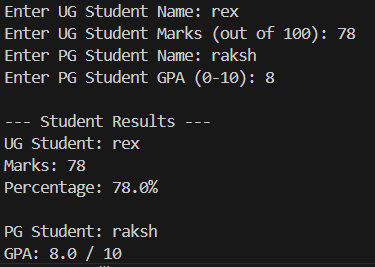 Enter UG Student Name: rex
Enter UG Student Marks (out of 100): 78
Enter PG Student Name: raksh
Enter PG Student GPA (0-10): 8
--- Student Results ---
UG Student: rex
Marks: 78
Percentage: 78.0%
PG Student: raksh
GPA: 8.0 / 10